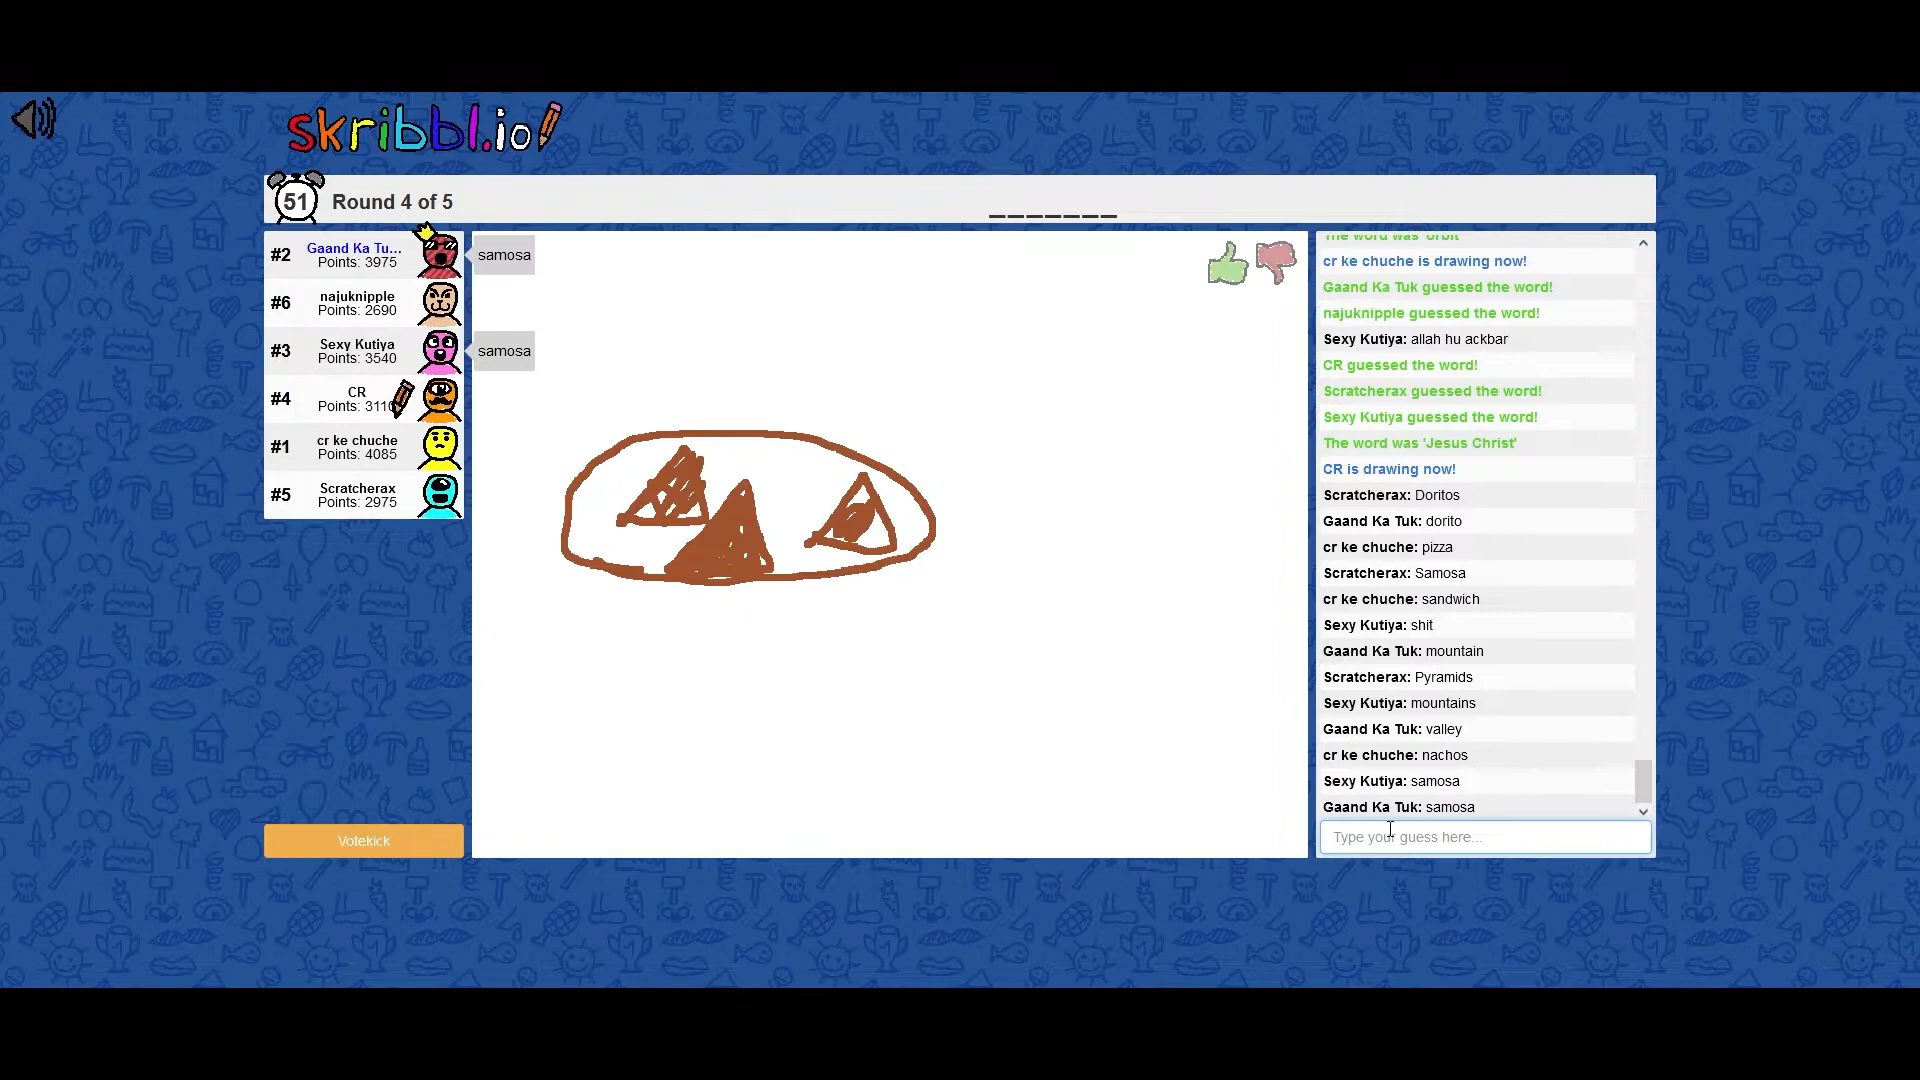 skribbl.io
51
Round 4 of 5
_______
#2
Gaand Ka Tu...
Points: 3975
samosa
#6
najuknipple
Points: 2690
#3
Sexy Kutiya
Points: 3540
samosa
#4
CR
Points: 3110
#1
cr ke chuche
Points: 4085
#5
Scratcherax
Points: 2975
Votekick
The word was 'orbit'
cr ke chuche is drawing now!
Gaand Ka Tuk guessed the word!
najuknipple guessed the word!
Sexy Kutiya: allah hu ackbar
CR guessed the word!
Scratcherax guessed the word!
Sexy Kutiya guessed the word!
The word was 'Jesus Christ'
CR is drawing now!
Scratcherax: Doritos
Gaand Ka Tuk: dorito
cr ke chuche: pizza
Scratcherax: Samosa
cr ke chuche: sandwich
Sexy Kutiya: shit
Gaand Ka Tuk: mountain
Scratcherax: Pyramids
Sexy Kutiya: mountains
Gaand Ka Tuk: valley
cr ke chuche: nachos
Sexy Kutiya: samosa
Gaand Ka Tuk: samosa
Type your guess here...